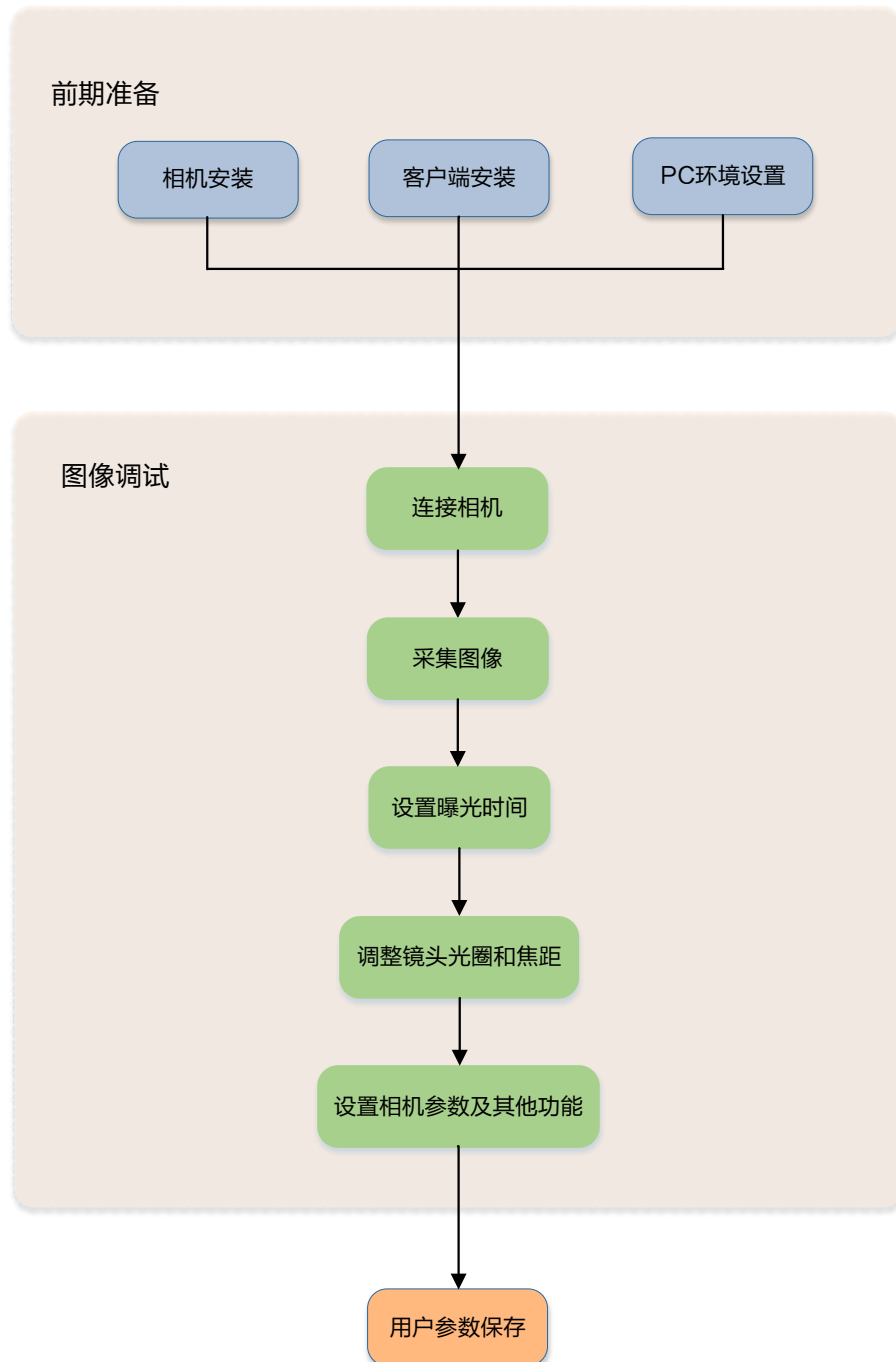 前期准备
相机安装
客户端安装
PC环境设置
图像调试
连接相机
采集图像
设置曝光时间
调整镜头光圈和焦距
设置相机参数及其他功能
用户参数保存